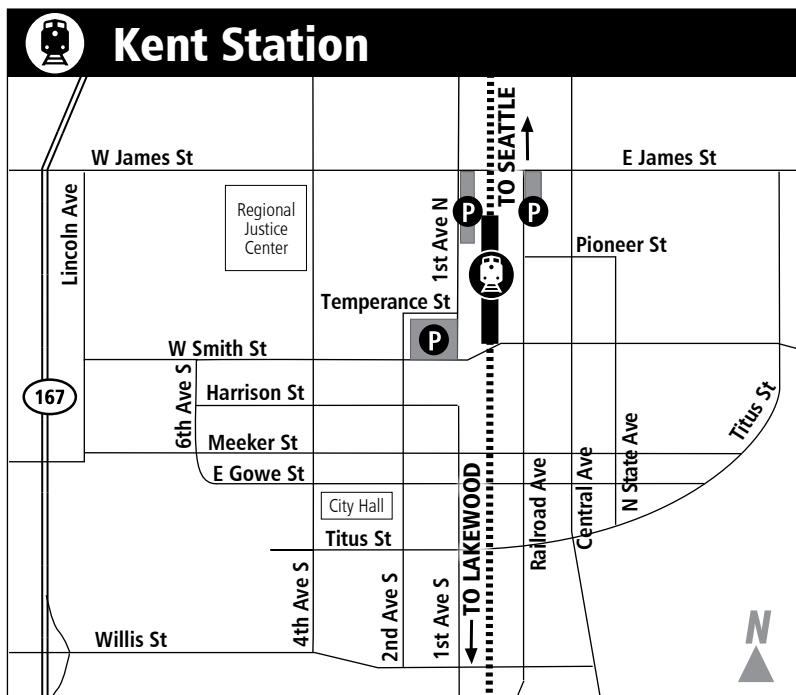 Kent Station
TO SEATTLE
W James St
E James St
Lincoln Ave
Regional
Justice
Center
1st Ave N
P
P
Pioneer St
Temperance St
P
W Smith St
167
6th Ave S
Harrison St
Titus St
Meeker St
E Gowe St
N State Ave
City Hall
TO LAKEWOOD
Railroad Ave
Central Ave
Titus St
4th Ave S
2nd Ave S
1st Ave S
Willis St
N